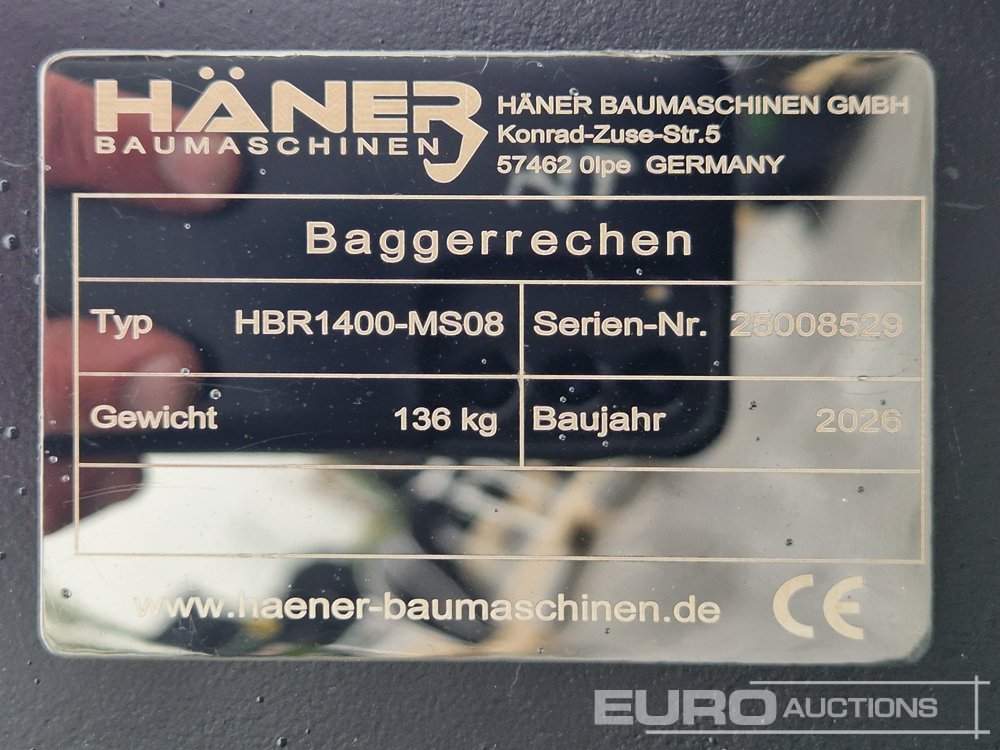 HÄNER
BAUMASCHINEN
HÄNER BAUMASCHINEN GMBH
Konrad-Zuse-Str.5
57462 Olpe GERMANY
Baggerrechen
Typ HBR1400-MS08 Serien-Nr. 25008529
Gewicht 136 kg Baujahr 2026
www.haener-baumaschinen.de CE
EURO AUCTIONS